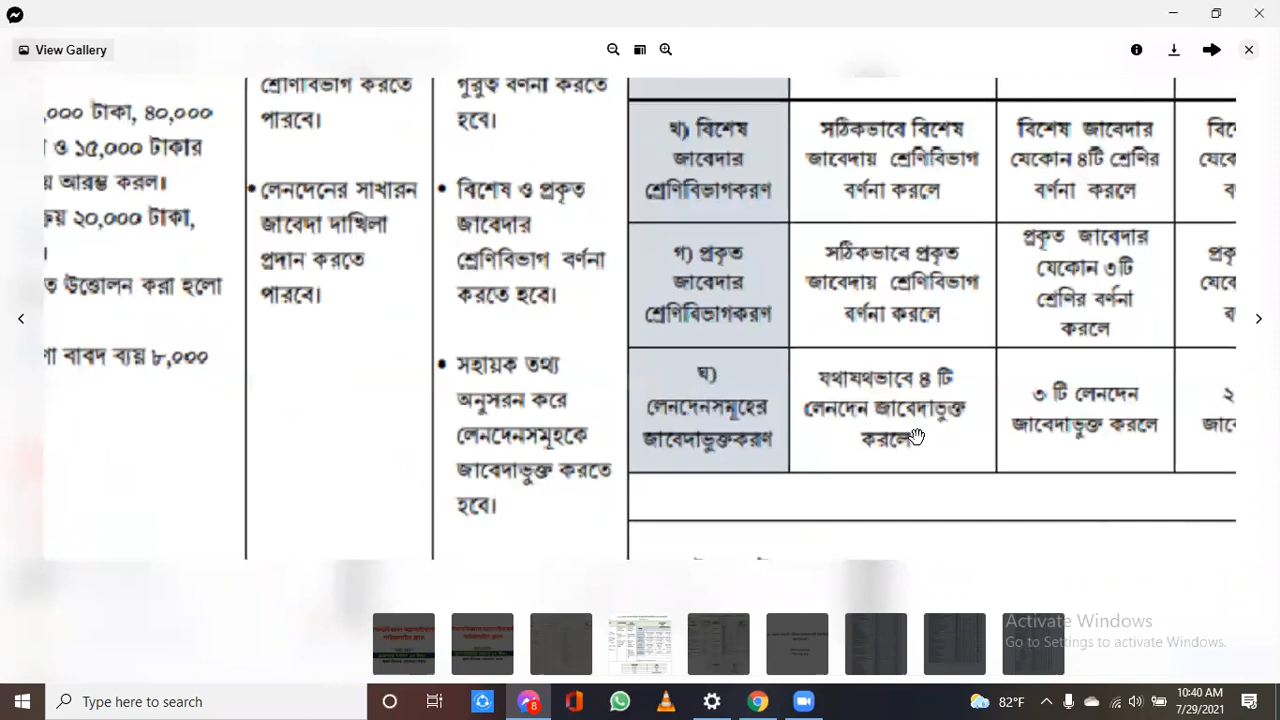 View Gallery
,০০০ টাকা, ৪০,০০০
ও ১৫,০০০ টাকার
য় আরম্ভ করল।
২০,০০০ টাকা,
ত উত্তোলন করা হলো
বাবদ ব্যয় ৮,০০০
শ্রেণিবিভাগ করতে
পারবে।
• লেনদেনের সাধারন
জাবেদা দাখিলা
প্রদান করতে
পারবে।
গুরুত্ব বর্ণনা করতে
হবে।
• বিশেষ ও প্রকৃত
জাবেদার
শ্রেণিবিভাগ বর্ণনা
করতে হবে।
• সহায়ক তথ্য
অনুসরন করে
লেনদেনসমূহকে
জাবেদাভুক্ত করতে
হবে।
খ) বিশেষ
জাবেদার
শ্রেণিবিভাগকরণ
সঠিকভাবে বিশেষ
জাবেদায় শ্রেণিবিভাগ
বর্ণনা করলে
বিশেষ জাবেদার
যেকোন ৪টি শ্রেণির
বর্ণনা করলে
গ) প্রকৃত
জাবেদার
শ্রেণিবিভাগকরণ
সঠিকভাবে প্রকৃত
জাবেদায় শ্রেণিবিভাগ
বর্ণনা করলে
প্রকৃত জাবেদার
যেকোন ৩টি
শ্রেণির বর্ণনা
করলে
ঘ)
লেনদেনসমূহের
জাবেদাভুক্তকরণ
যথাযথভাবে ৪ টি
লেনদেন জাবেদাভুক্ত
করলে
৩ টি লেনদেন
জাবেদাভুক্ত করলে
২
Activate Windows
Go to Settings to activate Windows.
Type here to search
8
82°F
10:40 AM
7/29/2021